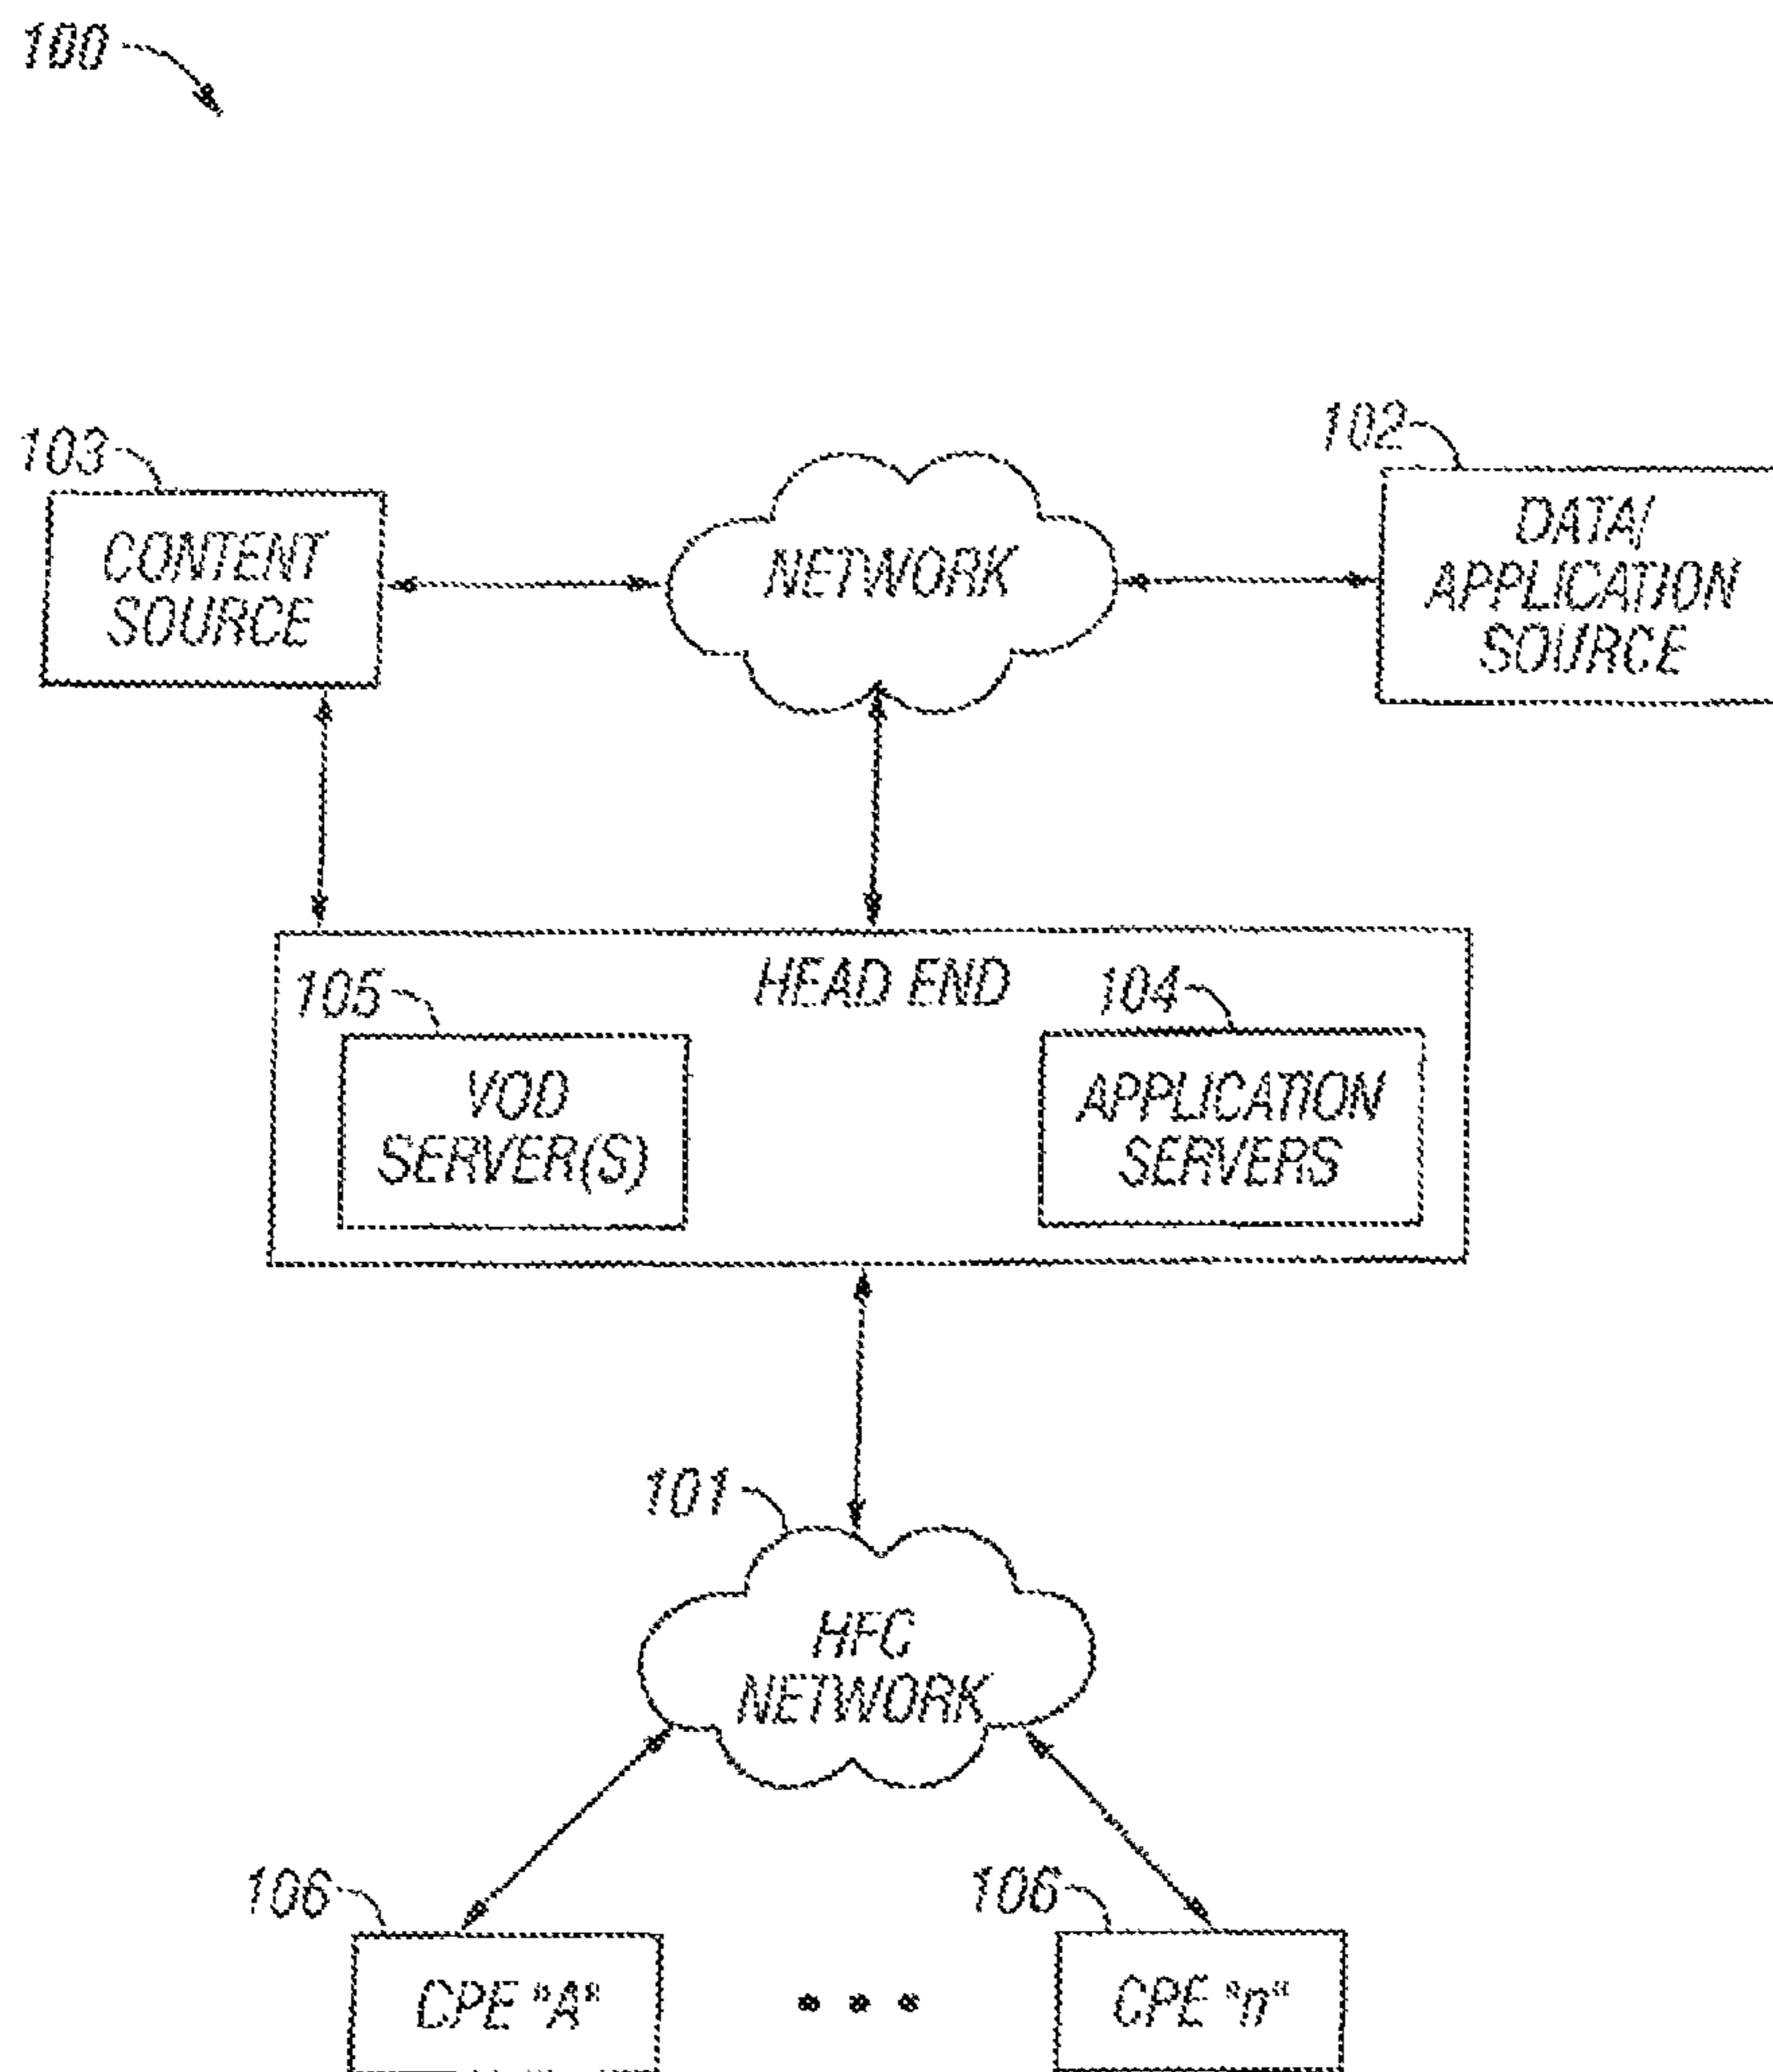 100
103
102
CONTENT
SOURCE
NETWORK
DATA/
APPLICATION
SOURCE
HEAD END
105
104
VOD
SERVER(S)
APPLICATION
SERVERS
101
HFC
NETWORK
106
106
CPE "A"
CPE "n"